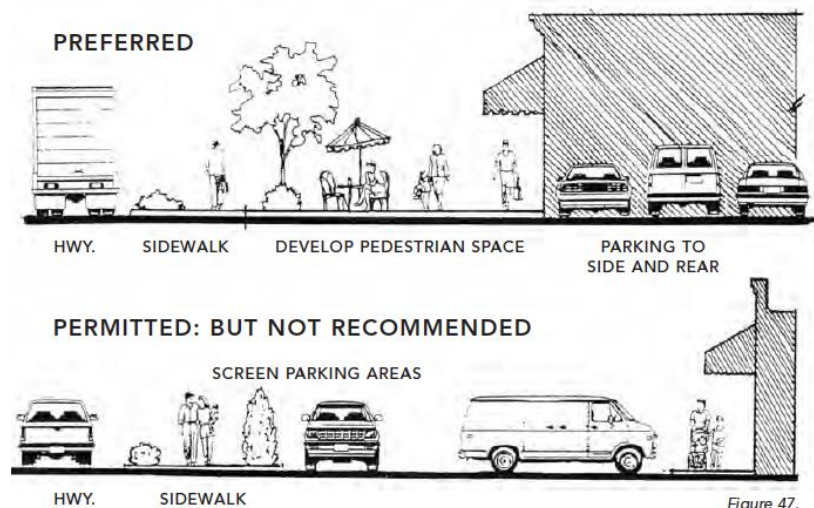 PREFERRED
HWY.
SIDEWALK
DEVELOP PEDESTRIAN SPACE
PARKING TO
SIDE AND REAR
PERMITTED: BUT NOT RECOMMENDED
SCREEN PARKING AREAS
HWY.
SIDEWALK
Figure 47.